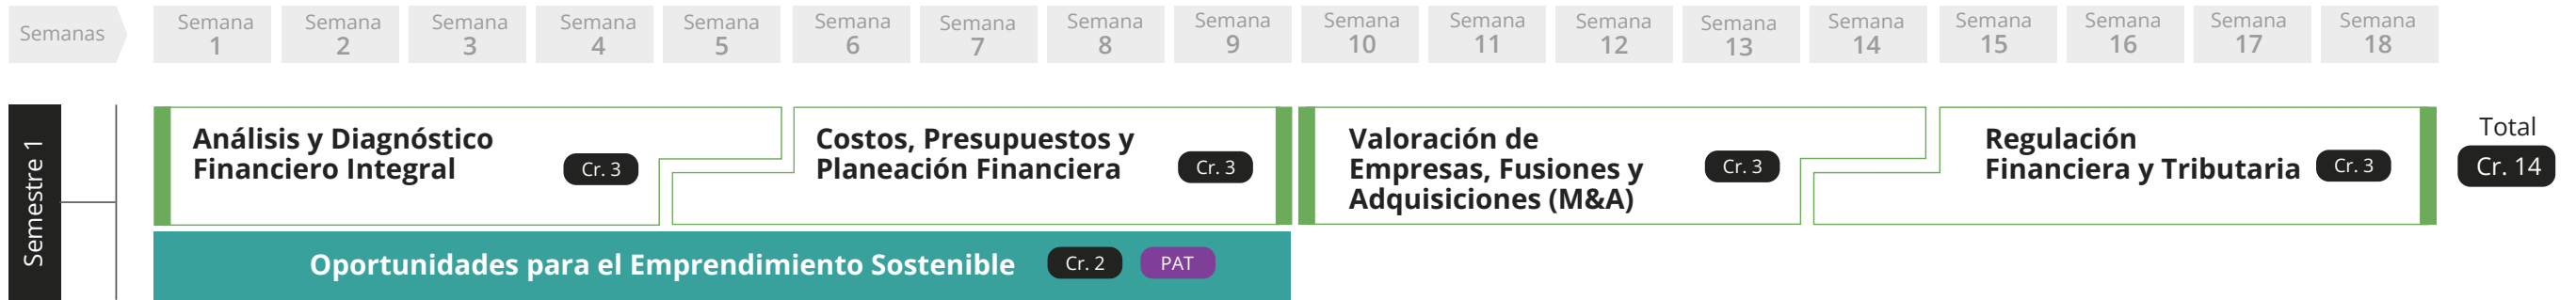 Semanas
Semana
1
Semana
2
Semana
3
Semana
4
Semana
5
Semana
6
Semana
7
Semana
8
Semana
9
Semana
10
Semana
11
Semana
12
Semana
13
Semana
14
Semana
15
Semana
16
Semana
17
Semana
18
Semestre 1
Análisis y Diagnóstico
Financiero Integral
Cr. 3
Costos, Presupuestos y
Planeación Financiera
Cr. 3
Valoración de
Empresas, Fusiones y
Adquisiciones (M&A)
Cr. 3
Regulación
Financiera y Tributaria
Cr. 3
Total
Cr. 14
Oportunidades para el Emprendimiento Sostenible
Cr. 2
PAT